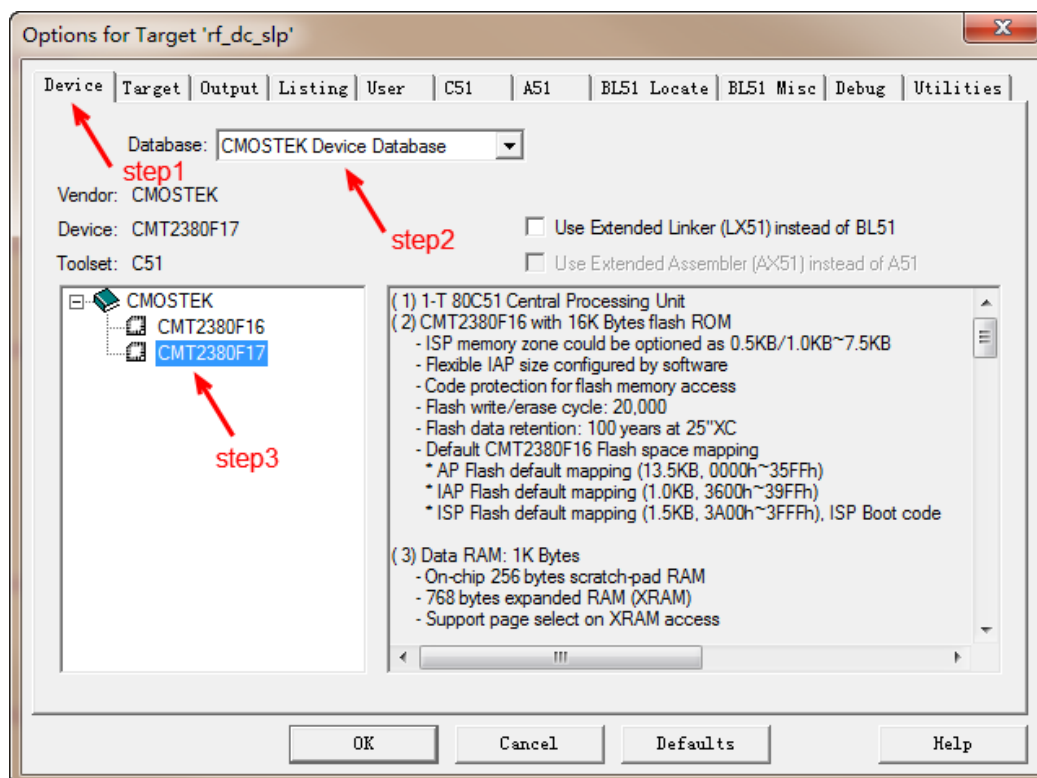 Options for Target 'rf_dc_slp'
Device Target Output Listing User C51 A51 BL51 Locate BL51 Misc Debug Utilities
Database: CMOSTEK Device Database
step1
Vendor: CMOSTEK
Device: CMT2380F17
step2
Use Extended Linker (LX51) instead of BL51
Toolset: C51
Use Extended Assembler (AX51) instead of A51
CMOSTEK
CMT2380F16
CMT2380F17
step3
( 1) 1-T 80C51 Central Processing Unit
( 2) CMT2380F16 with 16K Bytes flash ROM
- ISP memory zone could be optioned as 0.5KB/1.0KB~7.5KB
- Flexible IAP size configured by software
- Code protection for flash memory access
- Flash write/erase cycle: 20,000
- Flash data retention: 100 years at 25"XC
- Default CMT2380F16 Flash space mapping
* AP Flash default mapping (13.5KB, 0000h~35FFh)
* IAP Flash default mapping (1.0KB, 3600h~39FFh)
* ISP Flash default mapping (1.5KB, 3A00h~3FFFh), ISP Boot code
( 3) Data RAM: 1K Bytes
- On-chip 256 bytes scratch-pad RAM
- 768 bytes expanded RAM (XRAM)
- Support page select on XRAM access
OK Cancel Defaults Help